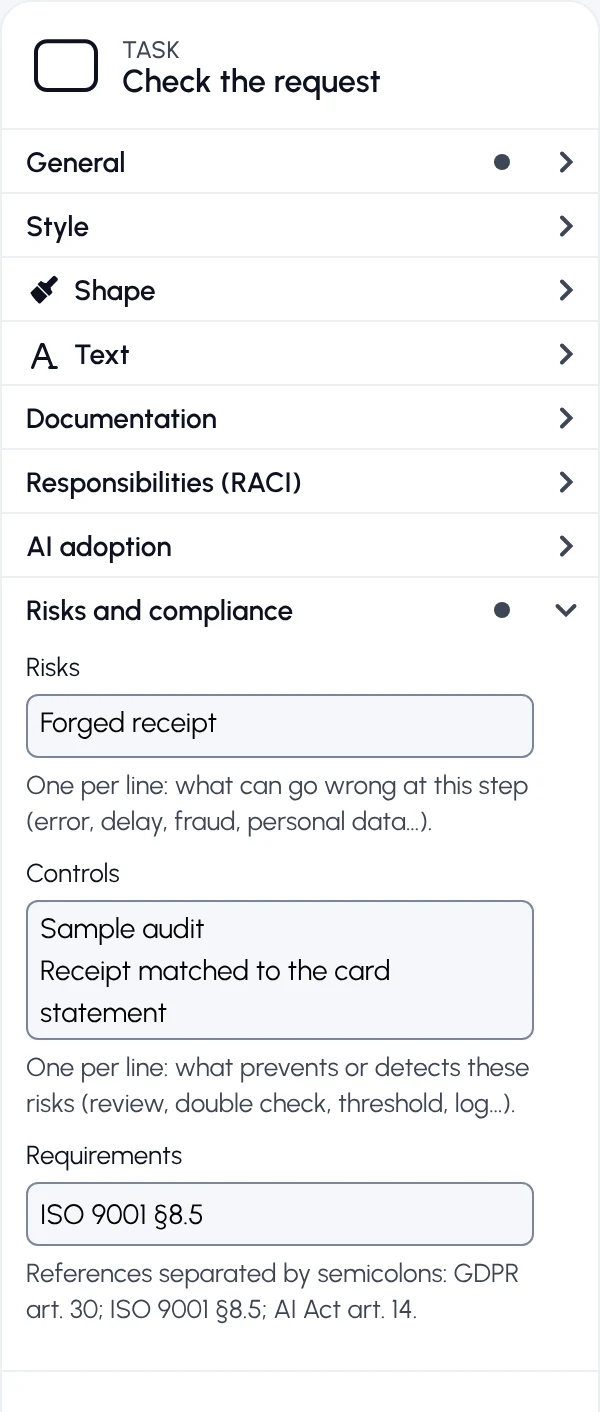 TASK
Check the request
General
Style
Shape
Text
Documentation
Responsibilities (RACI)
AI adoption
Risks and compliance
Risks
Forged receipt
One per line: what can go wrong at this step
(error, delay, fraud, personal data…).
Controls
Sample audit
Receipt matched to the card
statement
One per line: what prevents or detects these
risks (review, double check, threshold, log…).
Requirements
ISO 9001 §8.5
References separated by semicolons: GDPR
art. 30; ISO 9001 §8.5; AI Act art. 14.